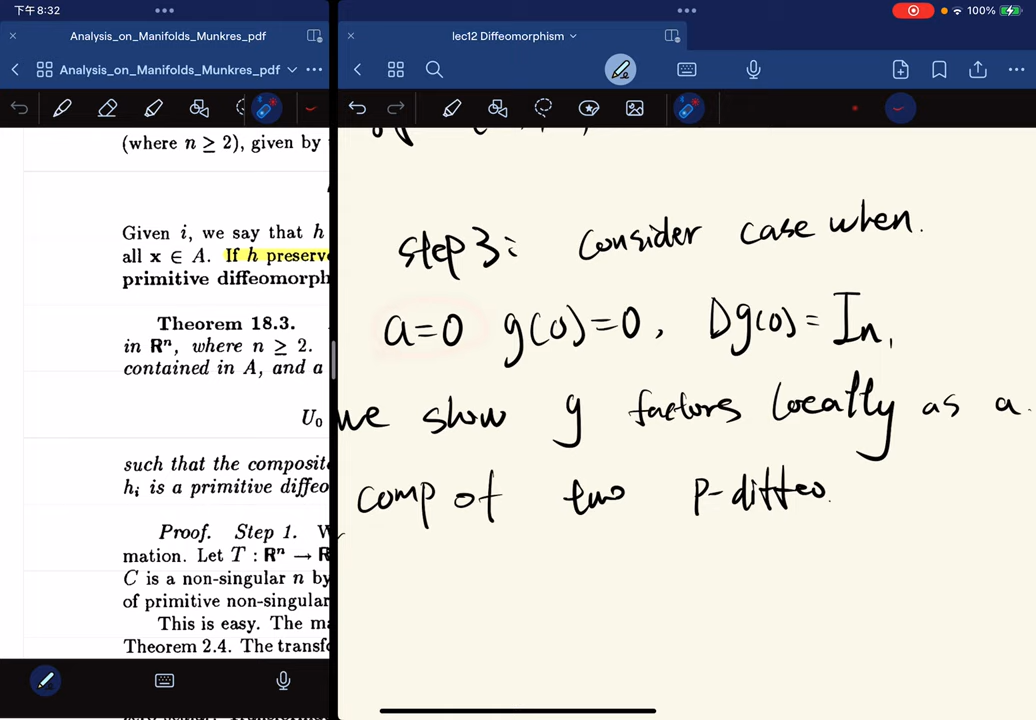 下午8:32
100%
Analysis_on_Manifolds_Munkres_pdf
lec12 Diffeomorphism
Analysis_on_Manifolds_Munkres_pdf
(where n ≥ 2), given by
Given i, we say that h
all x ∈ A. If h preserve
primitive diffeomorph
Theorem 18.3.
in Rⁿ, where n ≥ 2.
contained in A, and a
U₀
such that the composite
hᵢ is a primitive diffeo
Proof. Step 1. W
mation. Let T : Rⁿ → R
C is a non-singular n by
of primitive non-singular
This is easy. The ma
Theorem 2.4. The transfo
step 3: Consider case when.
a=0 g(0)=0, Dg(0)=In,
we show g factors locally as a.
comp of two p-diffeo.